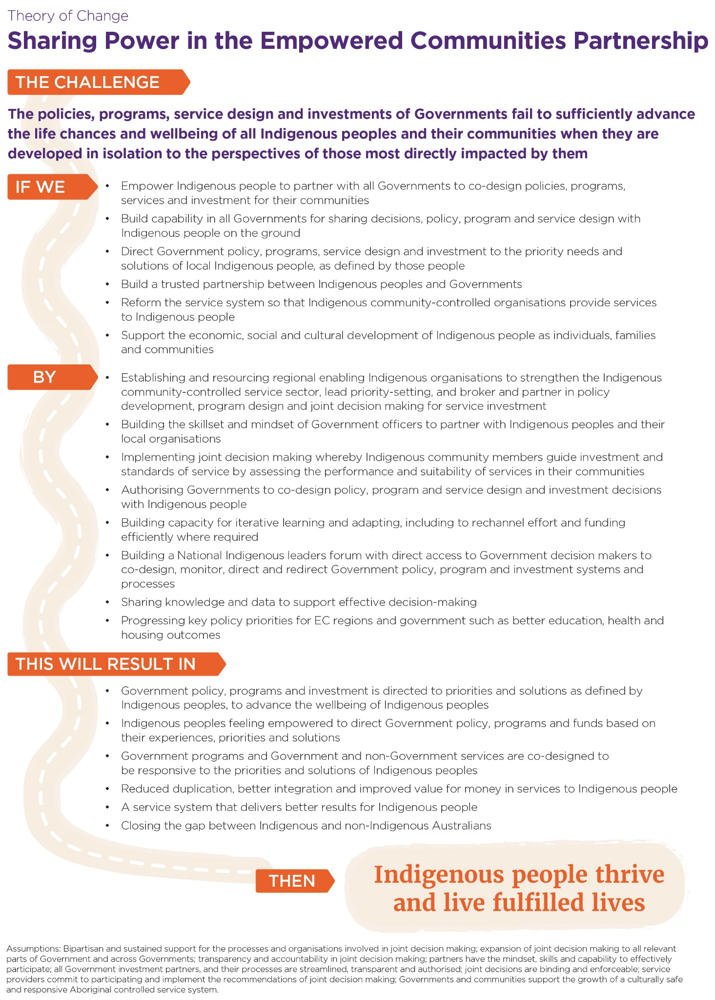 Theory of Change
Sharing Power in the Empowered Communities Partnership
THE CHALLENGE
The policies, programs, service design and investments of Governments fail to sufficiently advance
the life chances and wellbeing of all Indigenous peoples and their communities when they are
developed in isolation to the perspectives of those most directly impacted by them
IF WE
• Empower Indigenous people to partner with all Governments to co-design policies, programs,
services and investment for their communities
• Build capability in all Governments for sharing decisions, policy, program and service design with
Indigenous people on the ground
• Direct Government policy, programs, service design and investment to the priority needs and
solutions of local Indigenous people, as defined by those people
• Build a trusted partnership between Indigenous peoples and Governments
• Reform the service system so that Indigenous community-controlled organisations provide services
to Indigenous people
• Support the economic, social and cultural development of Indigenous people as individuals, families
and communities
BY
• Establishing and resourcing regional enabling Indigenous organisations to strengthen the Indigenous
community-controlled service sector, lead priority-setting, and broker and partner in policy
development, program design and joint decision making for service investment
• Building the skillset and mindset of Government officers to partner with Indigenous peoples and their
local organisations
• Implementing joint decision making whereby Indigenous community members guide investment and
standards of service by assessing the performance and suitability of services in their communities
• Authorising Governments to co-design policy, program and service design and investment decisions
with Indigenous people
• Building capacity for iterative learning and adapting, including to rechannel effort and funding
efficiently where required
• Building a National Indigenous leaders forum with direct access to Government decision makers to
co-design, monitor, direct and redirect Government policy, program and investment systems and
processes
• Sharing knowledge and data to support effective decision-making
• Progressing key policy priorities for EC regions and government such as better education, health and
housing outcomes
THIS WILL RESULT IN
• Government policy, programs and investment is directed to priorities and solutions as defined by
Indigenous peoples, to advance the wellbeing of Indigenous peoples
• Indigenous peoples feeling empowered to direct Government policy, programs and funds based on
their experiences, priorities and solutions
• Government programs and Government and non-Government services are co-designed to
be responsive to the priorities and solutions of Indigenous peoples
• Reduced duplication, better integration and improved value for money in services to Indigenous people
• A service system that delivers better results for Indigenous people
• Closing the gap between Indigenous and non-Indigenous Australians
THEN
Indigenous people thrive
and live fulfilled lives
Assumptions: Bipartisan and sustained support for the processes and organisations involved in joint decision making; expansion of joint decision making to all relevant
parts of Government and across Governments; transparency and accountability in joint decision making; partners have the mindset, skills and capability to effectively
participate; all Government investment partners, and their processes are streamlined, transparent and authorised; joint decisions are binding and enforceable; service
providers commit to participating and implement the recommendations of joint decision making; Governments and communities support the growth of a culturally safe
and responsive Aboriginal controlled service system.